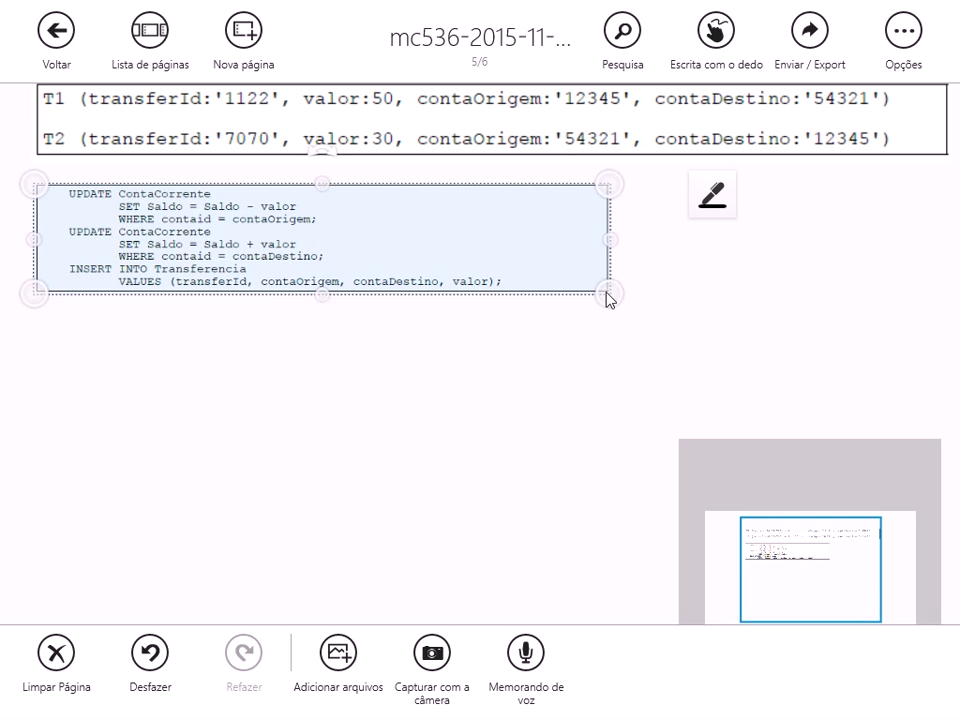 Voltar
Lista de páginas
Nova página
mc536-2015-11-...
5/6
Pesquisa
Escrita com o dedo
Enviar / Export
Opções
T1 (transferId:'1122', valor:50, contaOrigem:'12345', contaDestino:'54321')
T2 (transferId:'7070', valor:30, contaOrigem:'54321', contaDestino:'12345')
UPDATE ContaCorrente
SET Saldo = Saldo - valor
WHERE contaid = contaOrigem;
UPDATE ContaCorrente
SET Saldo = Saldo + valor
WHERE contaid = contaDestino;
INSERT INTO Transferencia
VALUES (transferId, contaOrigem, contaDestino, valor);
Limpar Página
Desfazer
Refazer
Adicionar arquivos
Capturar com a
câmera
Memorando de
voz